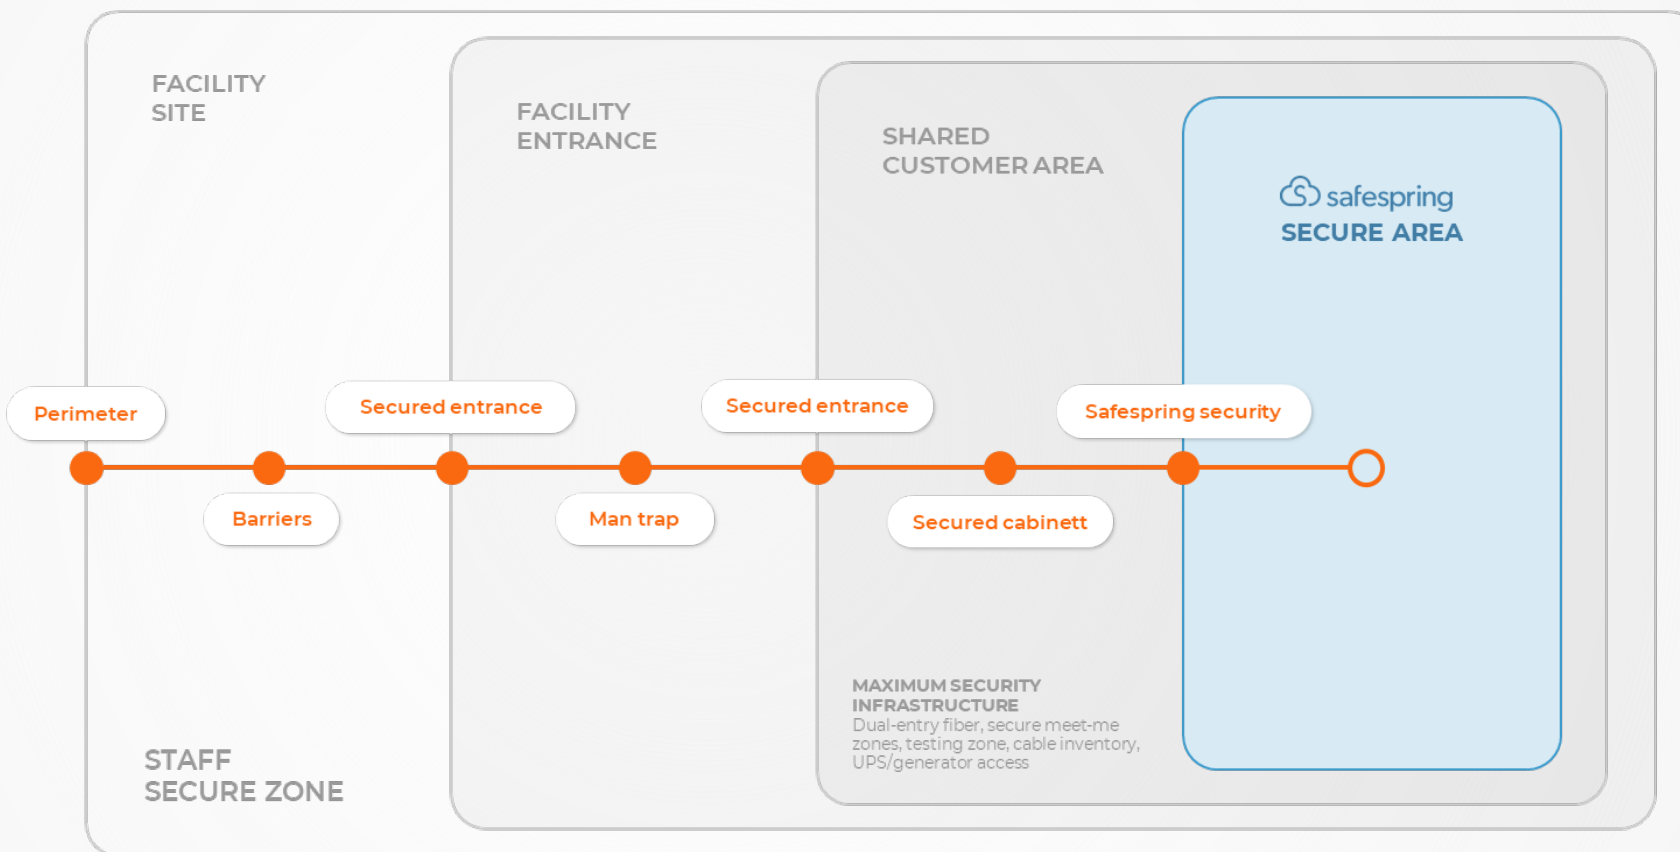 FACILITY
SITE
FACILITY
ENTRANCE
SHARED
CUSTOMER AREA
safespring
SECURE AREA
Perimeter
Secured entrance
Secured entrance
Safespring security
Barriers
Man trap
Secured cabinett
MAXIMUM SECURITY
INFRASTRUCTURE
Dual-entry fiber, secure meet-me
zones, testing zone, cable inventory,
UPS/generator access
STAFF
SECURE ZONE